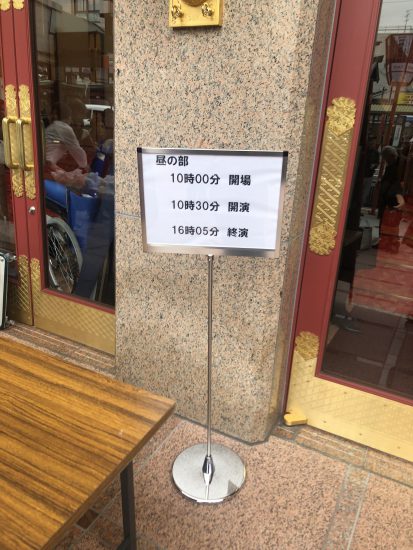 昼の部
10時00分 開場
10時30分 開演
16時05分 終演